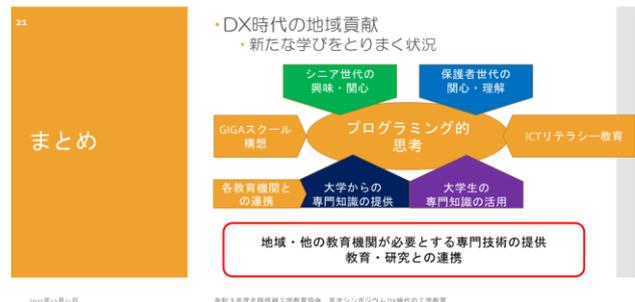 21
まとめ
・DX時代の地域貢献
・新たな学びをとりまく状況
シニア世代の
興味・関心
保護者世代の
関心・理解
GIGAスクール
構想
プログラミング的
思考
ICTリテラシー教育
各教育機関と
の連携
大学からの
専門知識の提供
大学生の
専門知識の活用
地域・他の教育機関が必要とする専門技術の提供
教育・研究との連携